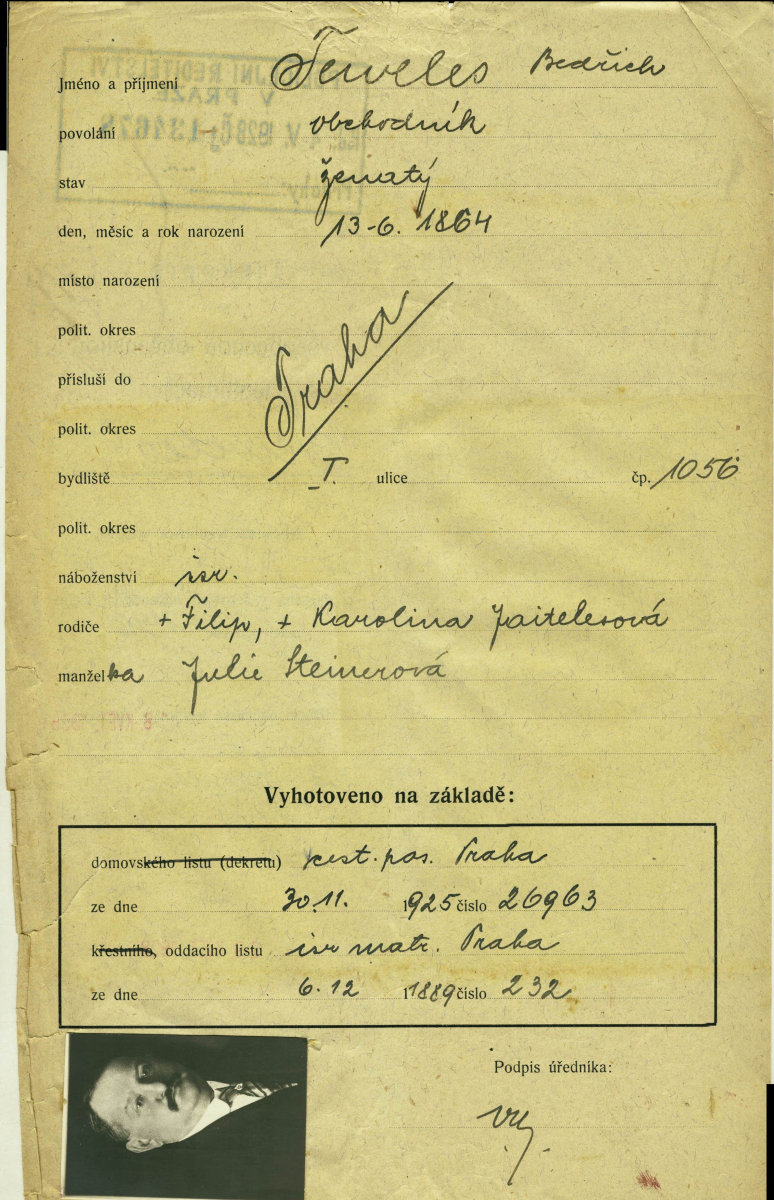 Jméno a příjmení Teweles Bedřich
povolání obchodník
stav ženatý
den, měsíc a rok narození 13-6. 1864
místo narození
polit. okres
Praha
přísluší do
polit. okres
bydliště I. ulice čp. 1056
polit. okres
náboženství isr.
rodiče + Filip, + Karolina Jaitelesová
manželka Julie Steinerová
Vyhotoveno na základě:
domovského listu (dekretu) cest. pas. Praha
ze dne 30.11. 1925 číslo 26963
křestního, oddacího listu isr matr. Praha
ze dne 6.12 1889 číslo 232
Podpis úředníka: